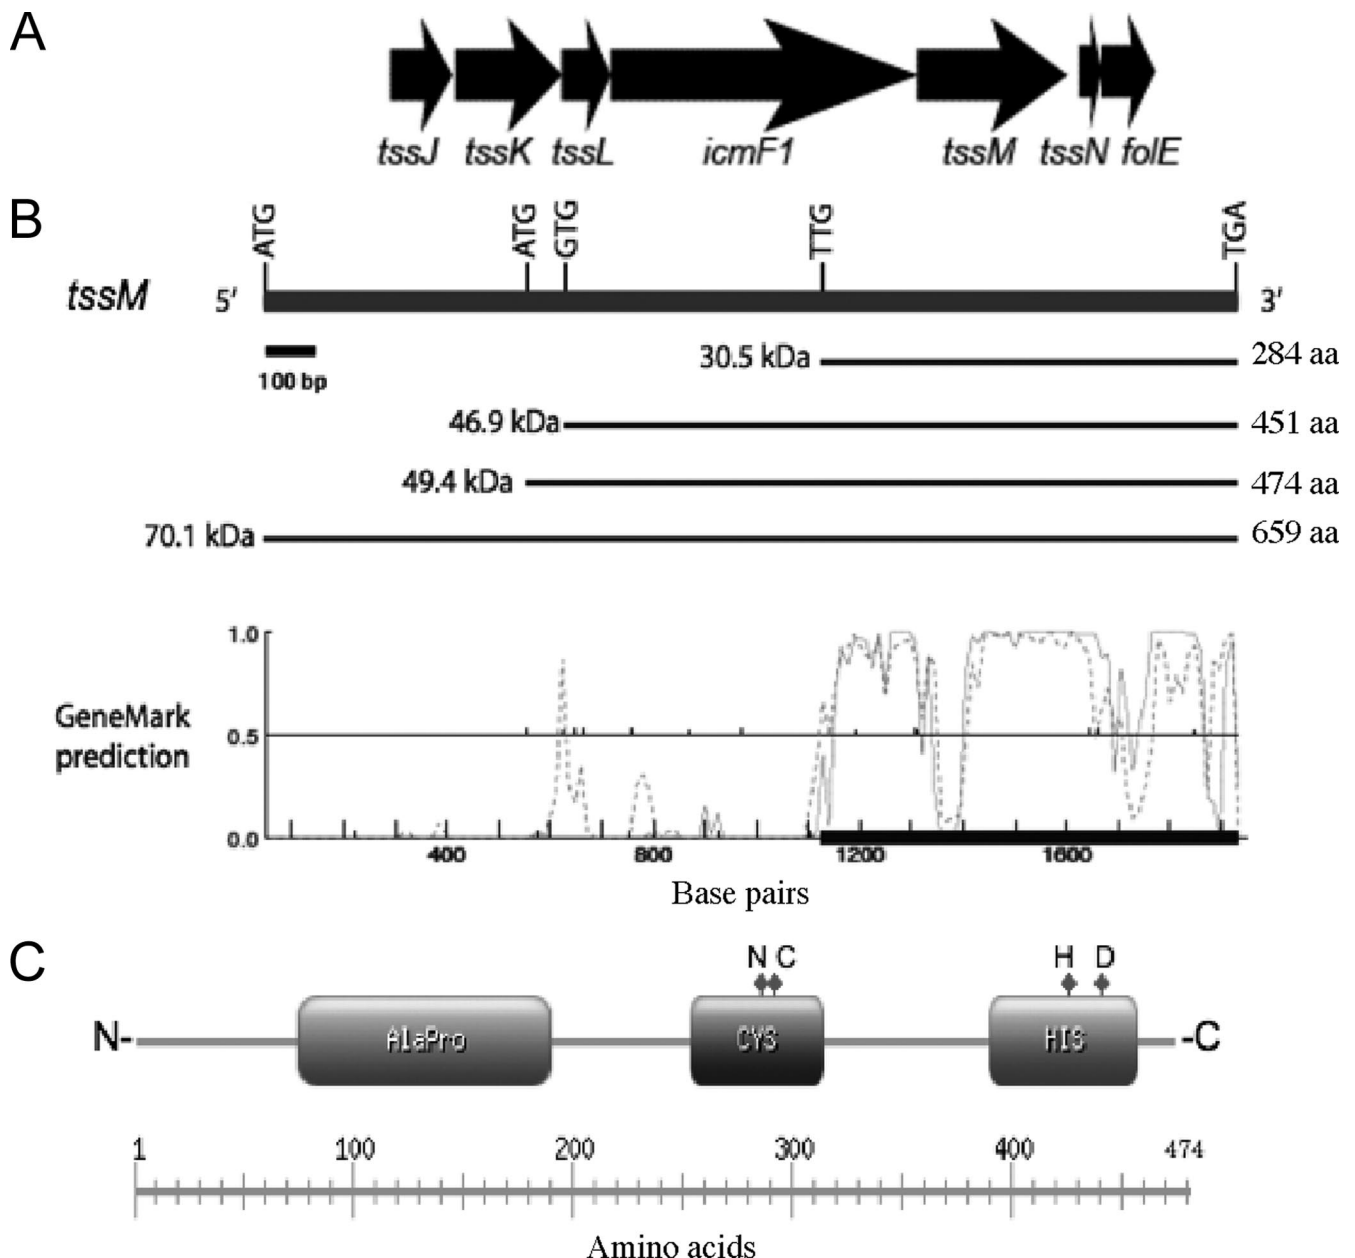 A
tssJ tssK tssL icmF1 tssM tssN folE
B
ATG ATG GTG TTG TGA
tssM 5′ 3′
100 bp
30.5 kDa 284 aa
46.9 kDa 451 aa
49.4 kDa 474 aa
70.1 kDa 659 aa
GeneMark
prediction
1.0
0.5
0.0
400 800 1200 1600
Base pairs
C
N C H D
N- AlaPro CYS HIS -C
1 100 200 300 400 474
Amino acids